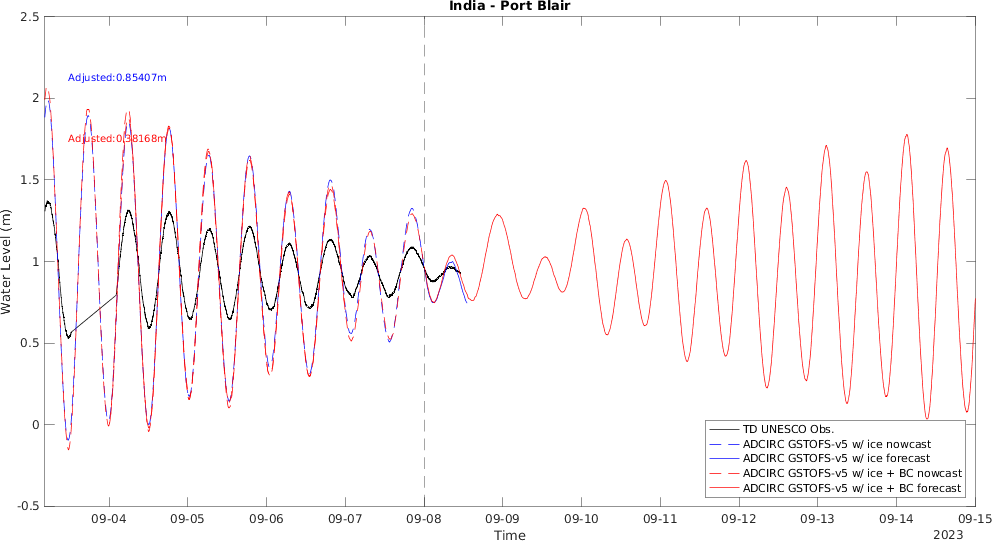 India - Port Blair
Adjusted:0.85407m
Adjusted:0.38168m
Water Level (m)
2.5
2
1.5
1
0.5
0
-0.5
09-04
09-05
09-06
09-07
09-08
09-09
09-10
09-11
09-12
09-13
09-14
09-15
Time
2023
TD UNESCO Obs.
ADCIRC GSTOFS-v5 w/ ice nowcast
ADCIRC GSTOFS-v5 w/ ice forecast
ADCIRC GSTOFS-v5 w/ ice + BC nowcast
ADCIRC GSTOFS-v5 w/ ice + BC forecast